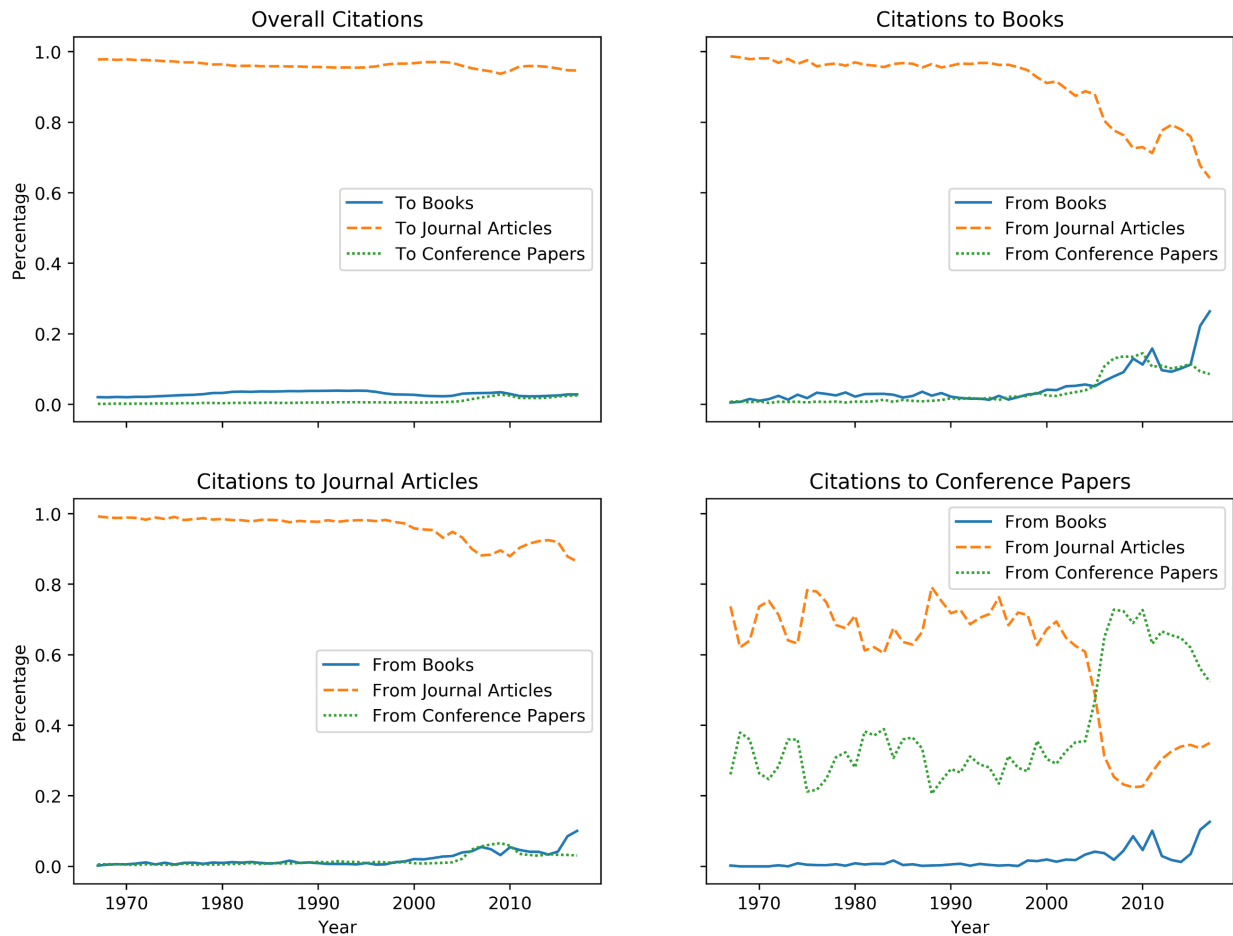 Overall Citations
Percentage
1.0
0.8
0.6
0.4
0.2
0.0
To Books
To Journal Articles
To Conference Papers
Citations to Books
From Books
From Journal Articles
From Conference Papers
Citations to Journal Articles
Percentage
1.0
0.8
0.6
0.4
0.2
0.0
From Books
From Journal Articles
From Conference Papers
1970 1980 1990 2000 2010
Year
Citations to Conference Papers
From Books
From Journal Articles
From Conference Papers
1970 1980 1990 2000 2010
Year